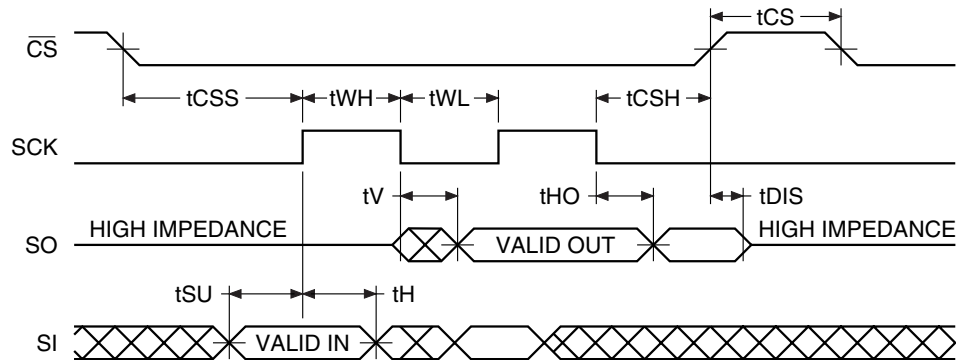 tCS
CS
tCSS
tWH
tWL
tCSH
SCK
tV
tHO
tDIS
SO
HIGH IMPEDANCE
VALID OUT
HIGH IMPEDANCE
tSU
tH
SI
VALID IN